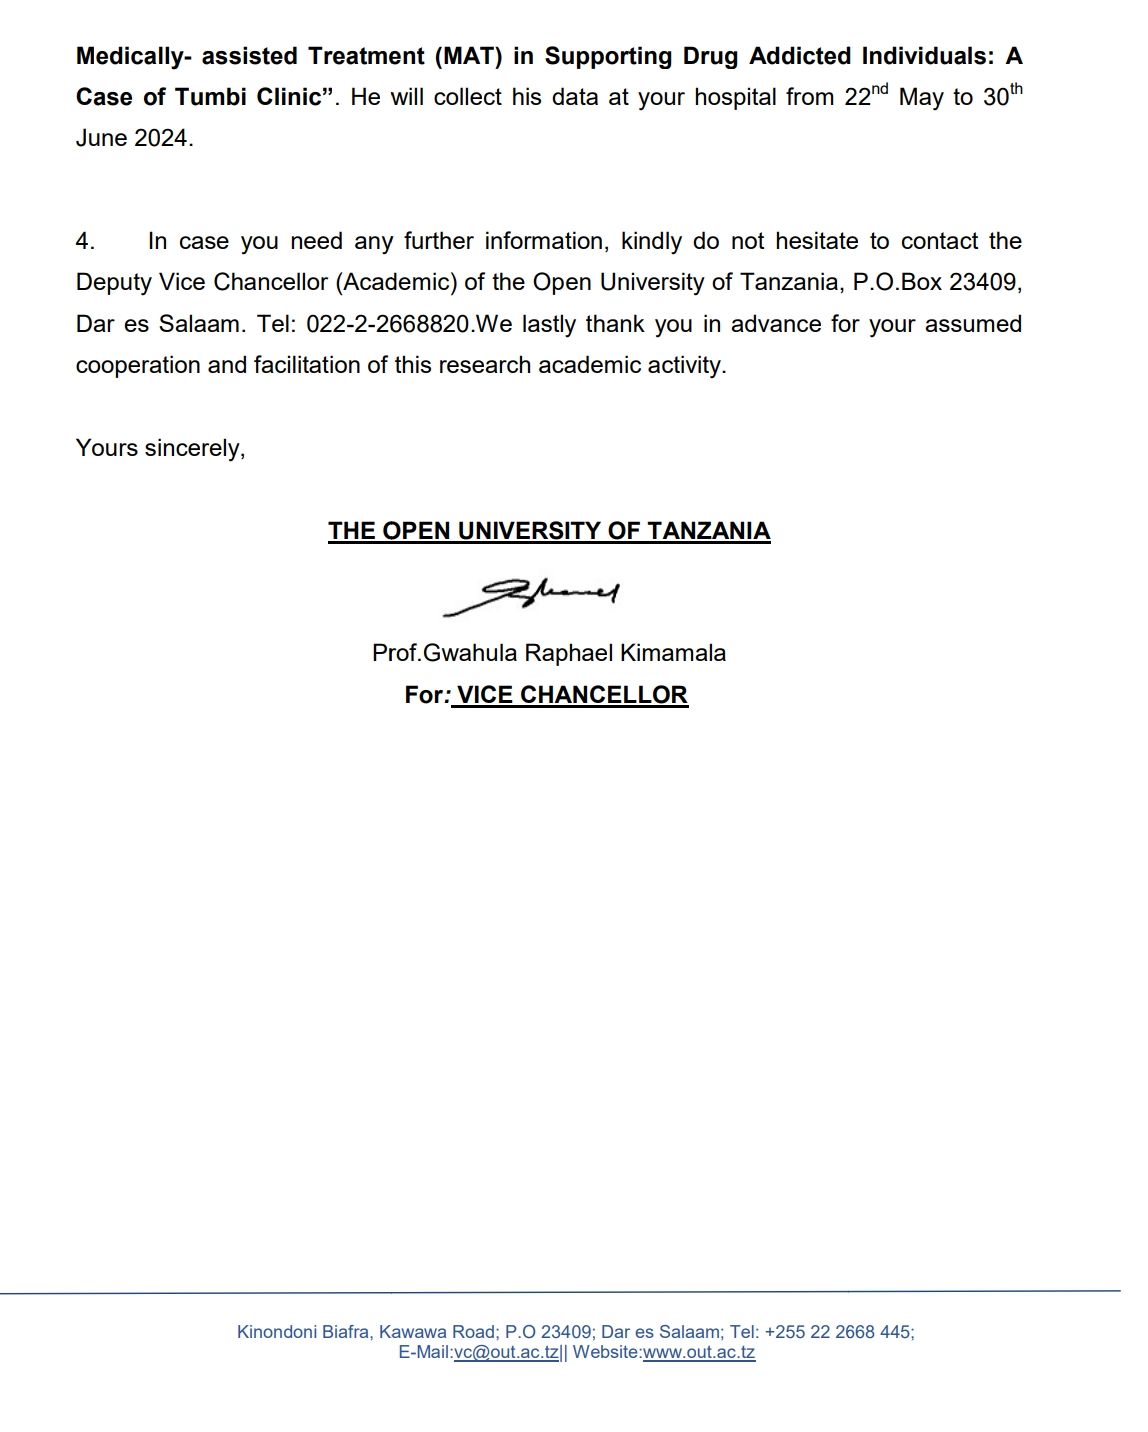 Medically- assisted Treatment (MAT) in Supporting Drug Addicted Individuals: A
Case of Tumbi Clinic”. He will collect his data at your hospital from 22nd May to 30th
June 2024.
4. In case you need any further information, kindly do not hesitate to contact the
Deputy Vice Chancellor (Academic) of the Open University of Tanzania, P.O.Box 23409,
Dar es Salaam. Tel: 022-2-2668820.We lastly thank you in advance for your assumed
cooperation and facilitation of this research academic activity.
Yours sincerely,
THE OPEN UNIVERSITY OF TANZANIA
Prof.Gwahula Raphael Kimamala
For: VICE CHANCELLOR
Kinondoni Biafra, Kawawa Road; P.O 23409; Dar es Salaam; Tel: +255 22 2668 445;
E-Mail:vc@out.ac.tz|| Website:www.out.ac.tz